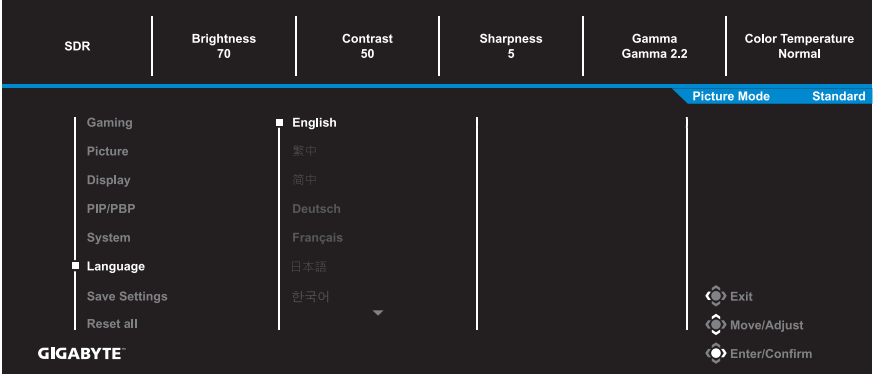 SDR
Brightness
70
Contrast
50
Sharpness
5
Gamma
Gamma 2.2
Color Temperature
Normal
Picture Mode Standard
Gaming
Picture
Display
PIP/PBP
System
Language
Save Settings
Reset all
English
繁中
简中
Deutsch
Français
日本語
한국어
Exit
Move/Adjust
Enter/Confirm
GIGABYTE™